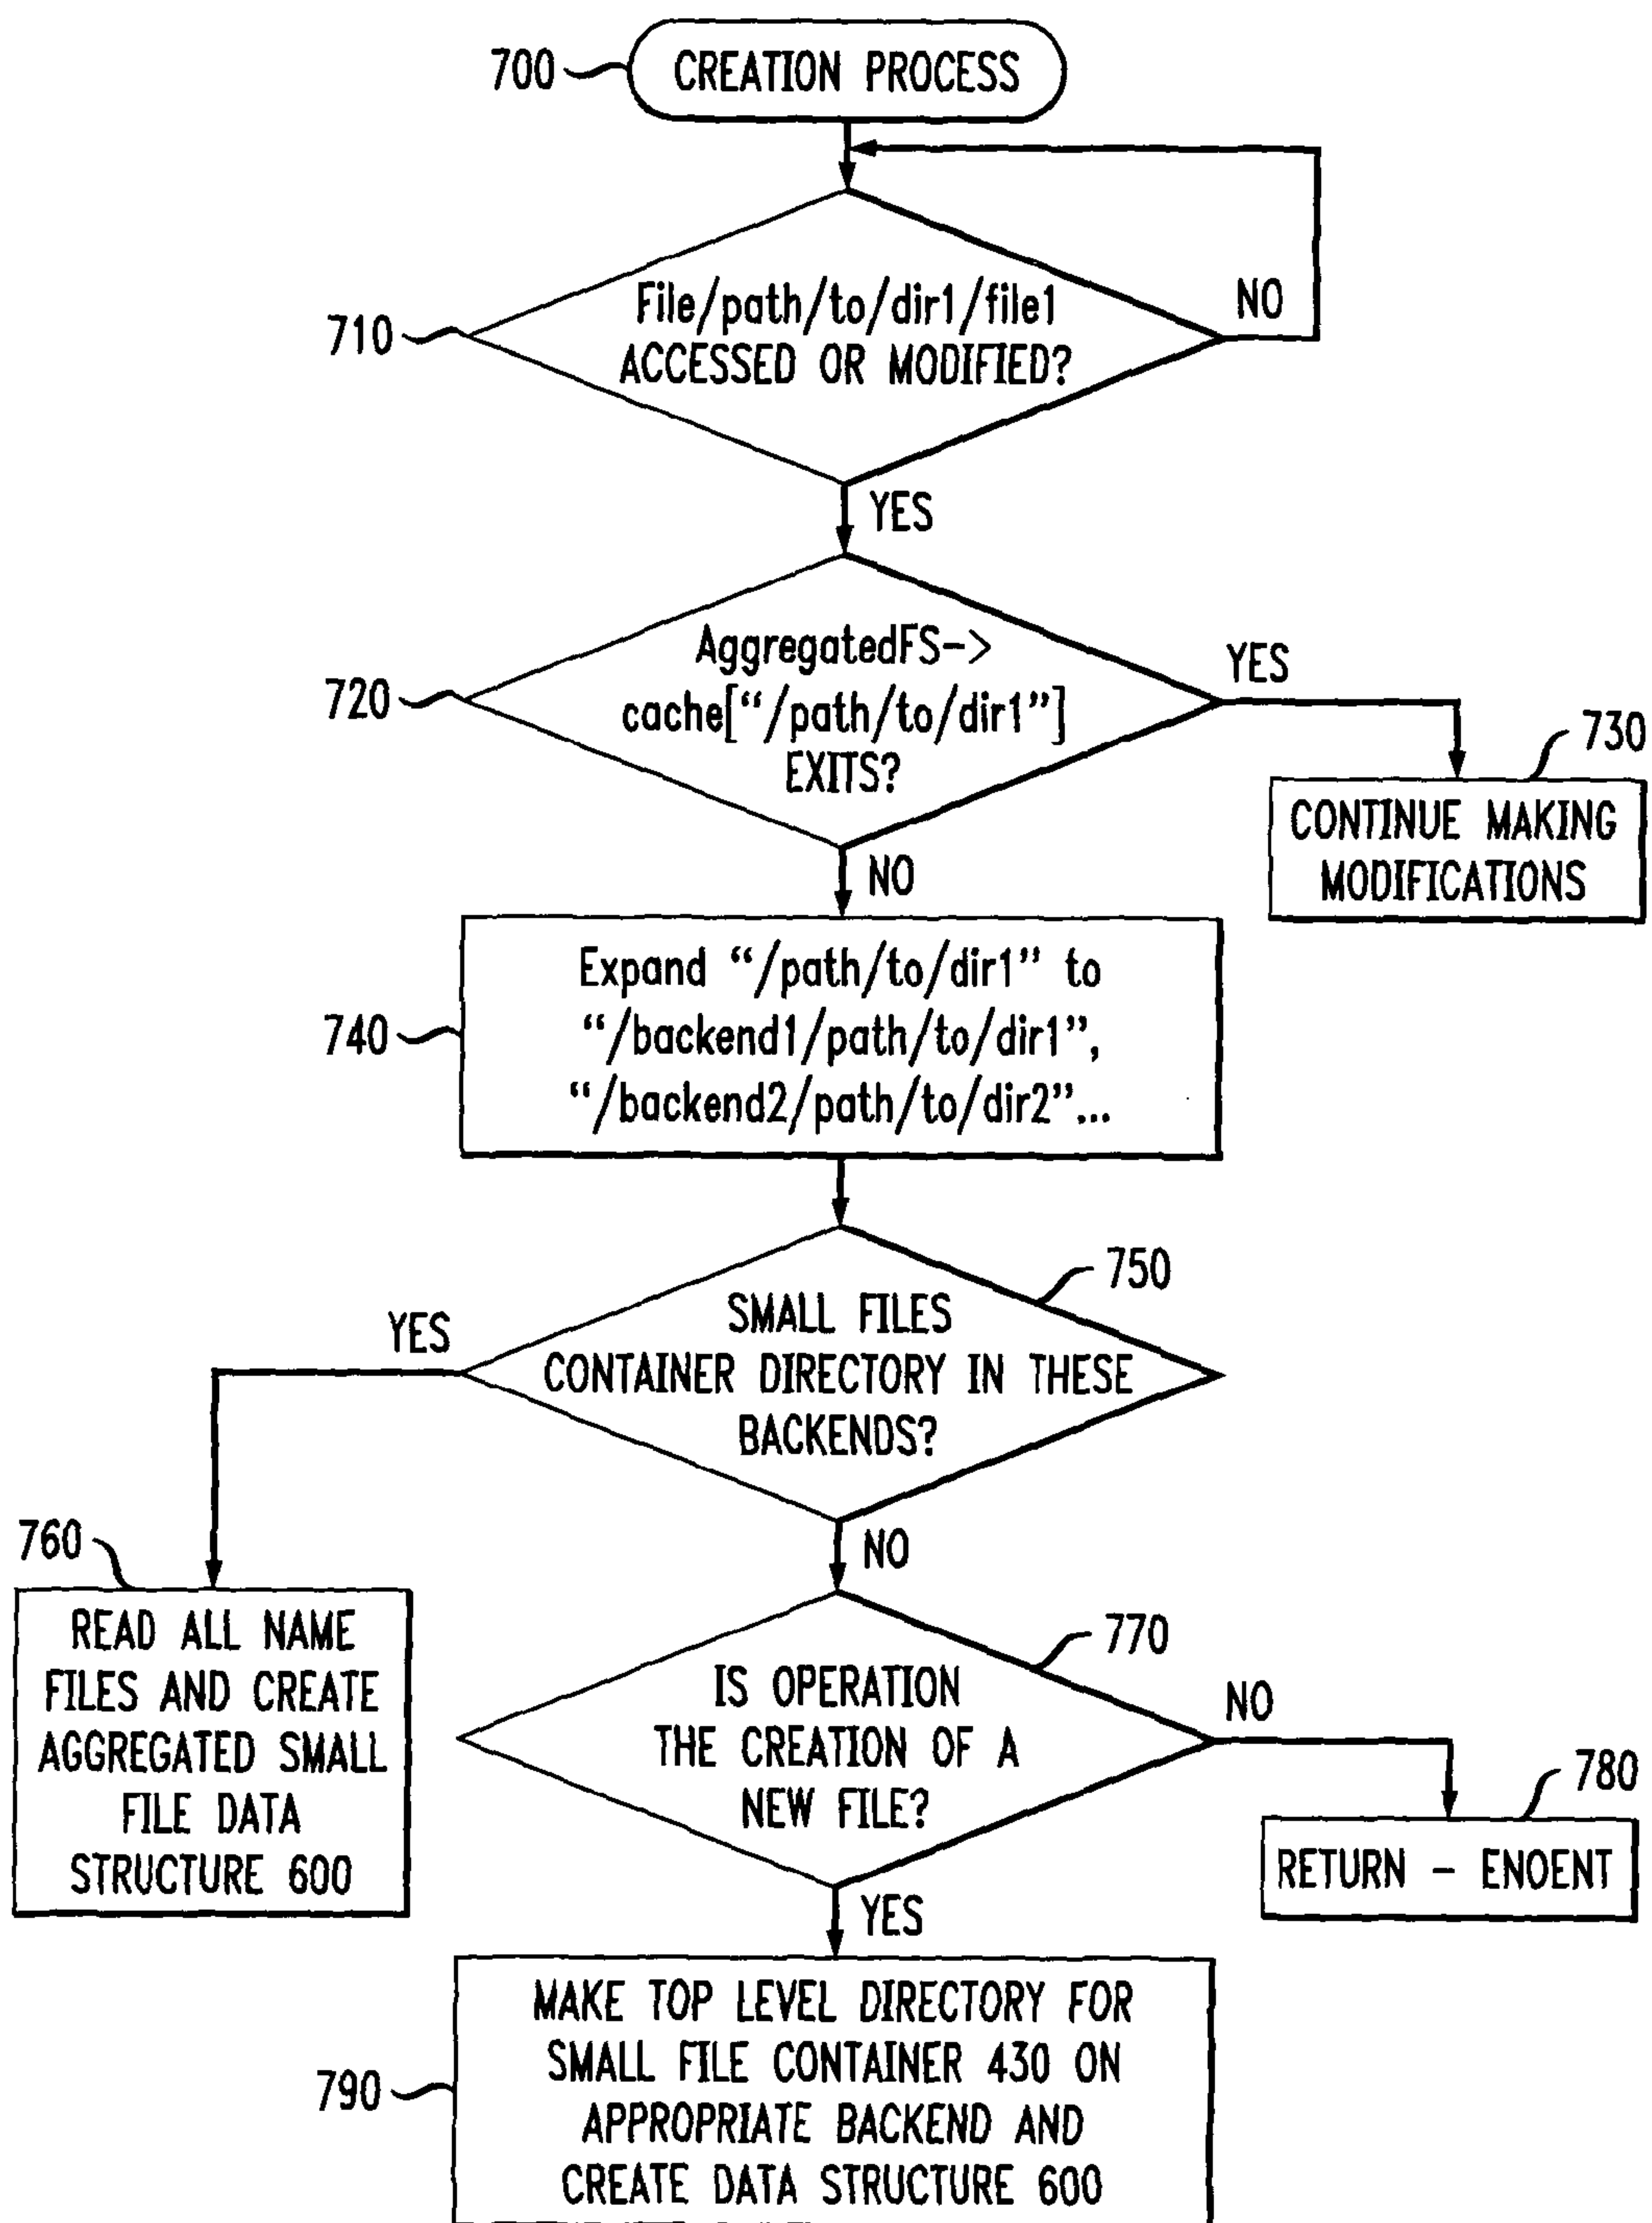 700
CREATION PROCESS
710
File/path/to/dir1/file1
ACCESSED OR MODIFIED?
NO
YES
720
AggregatedFS->
cache[“/path/to/dir1”]
EXITS?
YES
730
CONTINUE MAKING
MODIFICATIONS
NO
740
Expand “/path/to/dir1” to
“/backend1/path/to/dir1”,
“/backend2/path/to/dir2”...
750
SMALL FILES
CONTAINER DIRECTORY IN THESE
BACKENDS?
YES
760
READ ALL NAME
FILES AND CREATE
AGGREGATED SMALL
FILE DATA
STRUCTURE 600
NO
770
IS OPERATION
THE CREATION OF A
NEW FILE?
NO
780
RETURN - ENOENT
YES
790
MAKE TOP LEVEL DIRECTORY FOR
SMALL FILE CONTAINER 430 ON
APPROPRIATE BACKEND AND
CREATE DATA STRUCTURE 600